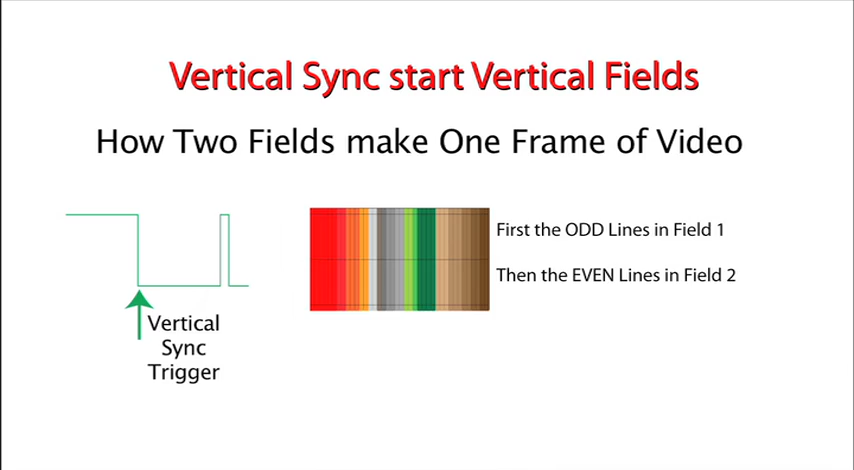 Vertical Sync start Vertical Fields
How Two Fields make One Frame of Video
First the ODD Lines in Field 1
Then the EVEN Lines in Field 2
Vertical
Sync
Trigger